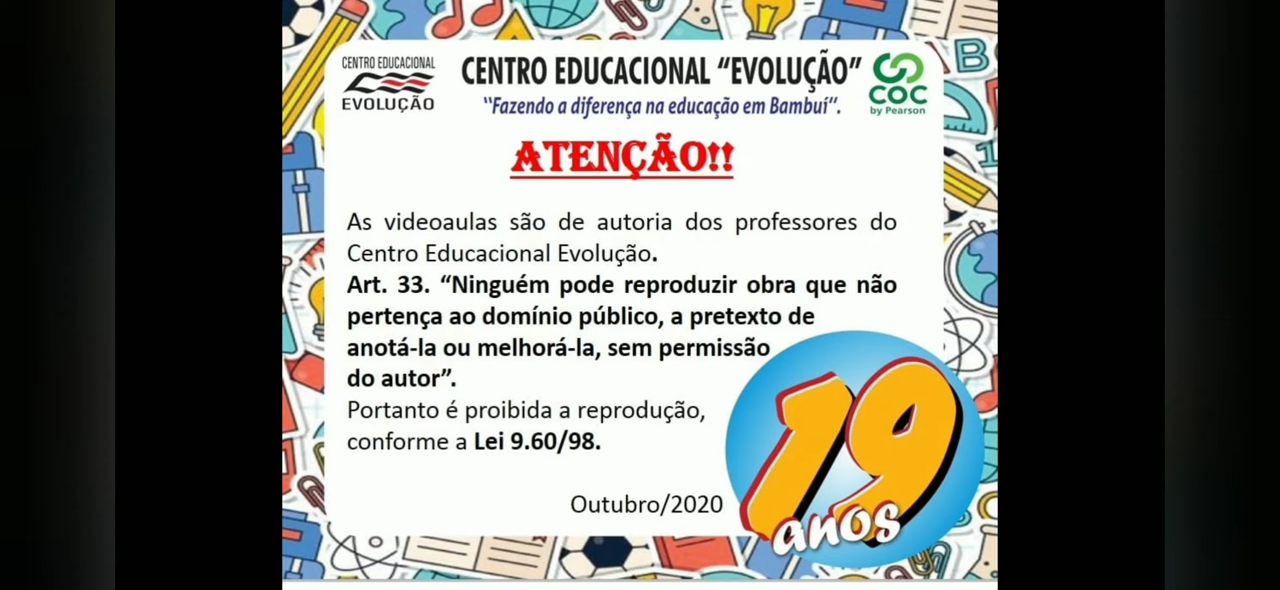 CENTRO EDUCACIONAL
EVOLUÇÃO
CENTRO EDUCACIONAL “EVOLUÇÃO”
“Fazendo a diferença na educação em Bambuí”.
COC
by Pearson
ATENÇÃO!!
As videoaulas são de autoria dos professores do
Centro Educacional Evolução.
Art. 33. “Ninguém pode reproduzir obra que não
pertença ao domínio público, a pretexto de
anotá-la ou melhorá-la, sem permissão
do autor”.
Portanto é proibida a reprodução,
conforme a Lei 9.60/98.
Outubro/2020
19
anos